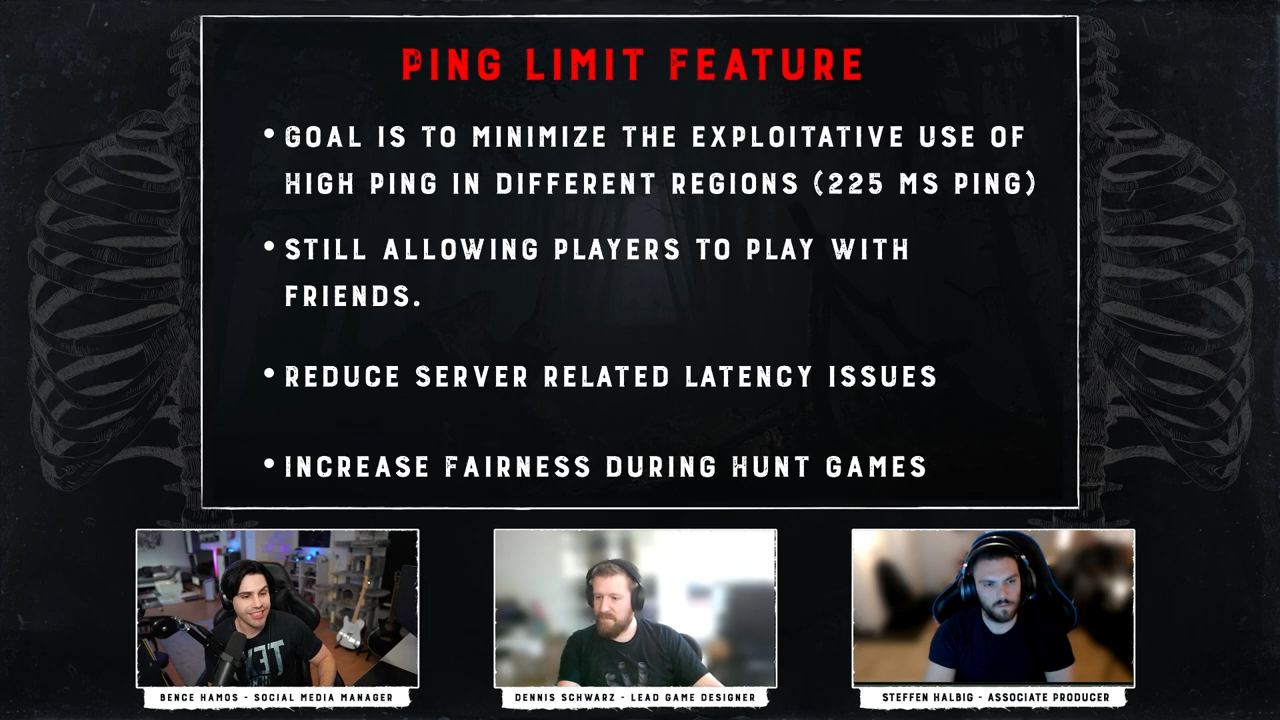 PING LIMIT FEATURE
• GOAL IS TO MINIMIZE THE EXPLOITATIVE USE OF
HIGH PING IN DIFFERENT REGIONS (225 MS PING)
• STILL ALLOWING PLAYERS TO PLAY WITH
FRIENDS.
• REDUCE SERVER RELATED LATENCY ISSUES
• INCREASE FAIRNESS DURING HUNT GAMES
BENCE HAMOS - SOCIAL MEDIA MANAGER
DENNIS SCHWARZ - LEAD GAME DESIGNER
STEFFEN HALBIG - ASSOCIATE PRODUCER